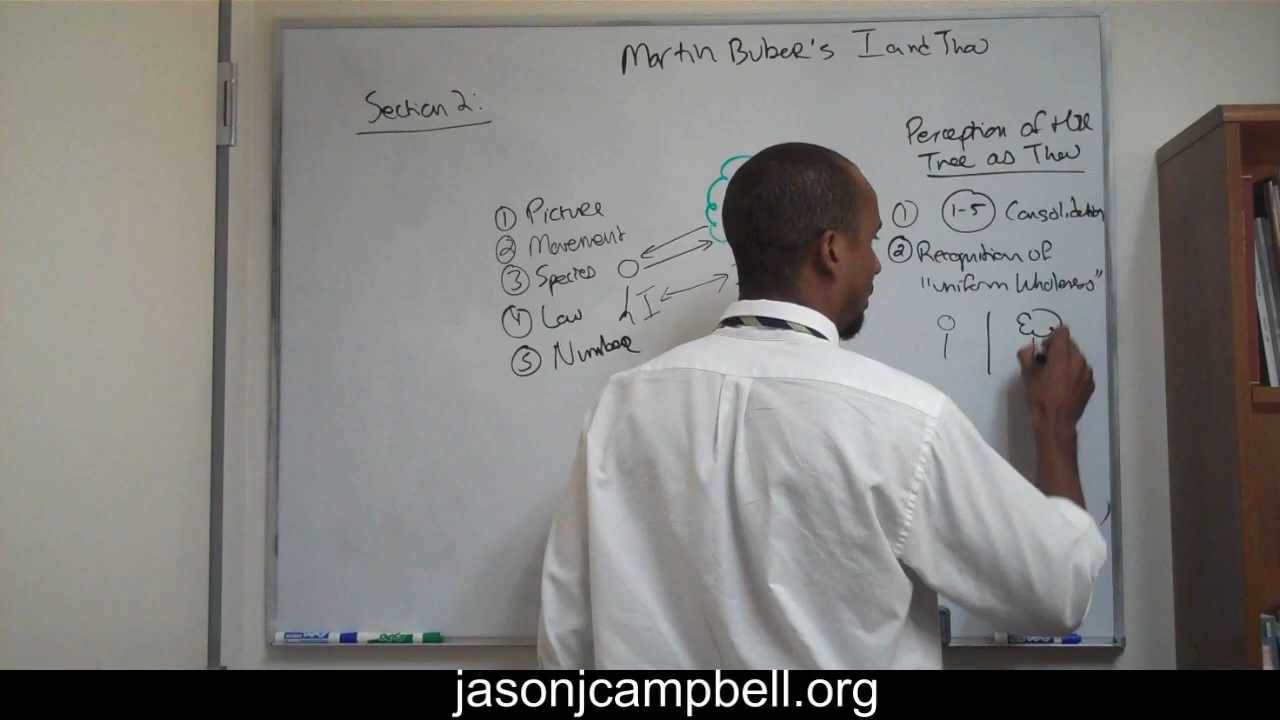 Martin Buber's I and Thou
Section 2:
① Picture
② Movement
③ Species
④ Law
⑤ Number
I
Perception of the
Tree as Thou
① 1-5 Consolidation
② Recognition of
"uniform wholeness"
jasonjcampbell.org